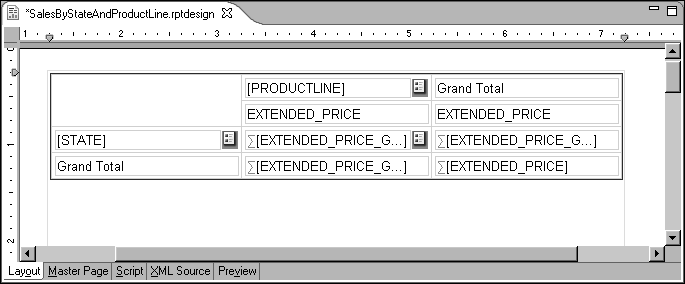 *SalesByStateAndProductLine.rptdesign
1 1 2 3 4 5 6 7
[PRODUCTLINE] Grand Total
EXTENDED_PRICE EXTENDED_PRICE
1
[STATE] ∑[EXTENDED_PRICE_G...] ∑[EXTENDED_PRICE_G...]
Grand Total ∑[EXTENDED_PRICE_G...] ∑[EXTENDED_PRICE]
2
Layout Master Page Script XML Source Preview